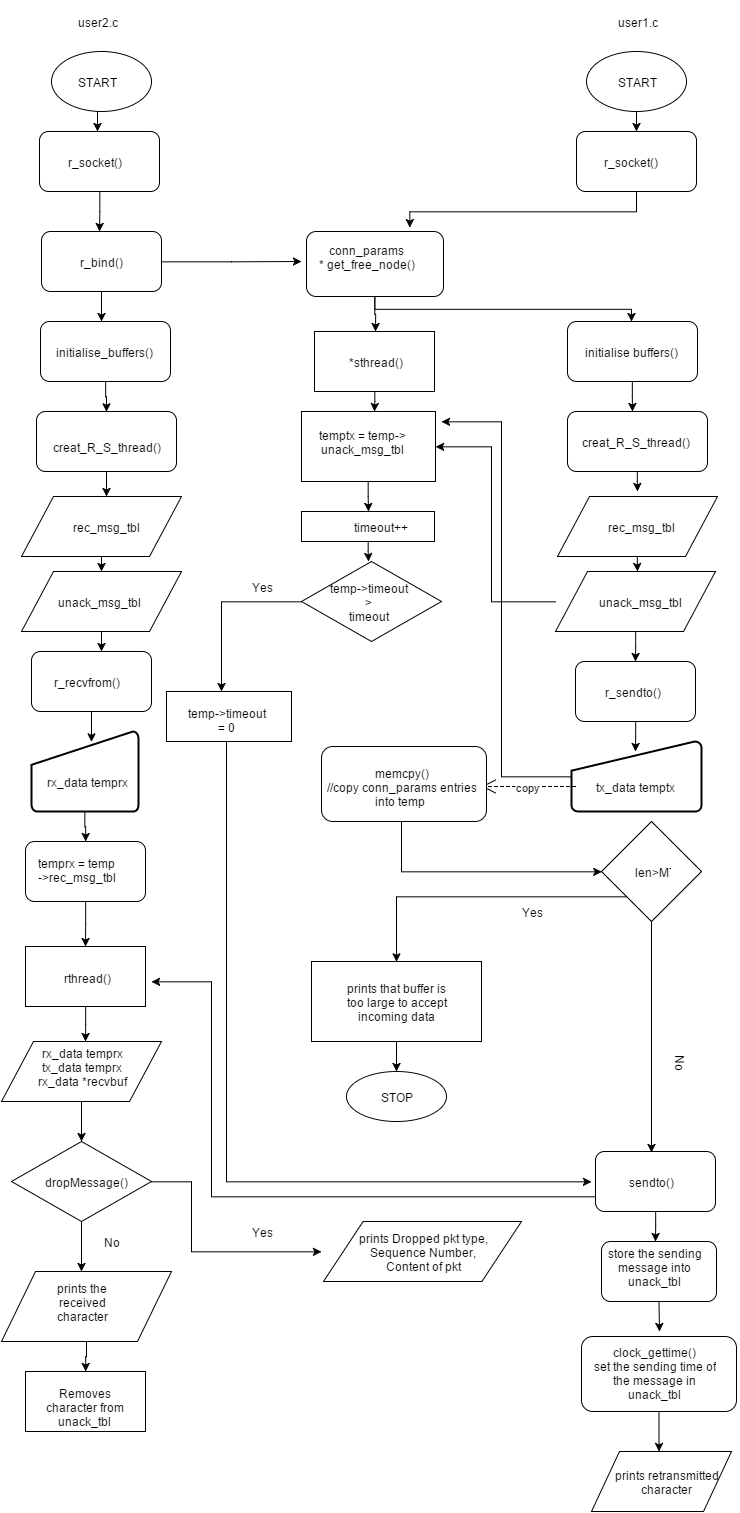 user2.c
user1.c
START
START
r_socket()
r_socket()
r_bind()
conn_params
* get_free_node()
initialise_buffers()
*sthread()
initialise buffers()
creat_R_S_thread()
temptx = temp->
unack_msg_tbl
creat_R_S_thread()
rec_msg_tbl
timeout++
rec_msg_tbl
unack_msg_tbl
Yes
temp->timeout
>
timeout
unack_msg_tbl
r_recvfrom()
r_sendto()
temp->timeout
= 0
rx_data temprx
memcpy()
//copy conn_params entries
into temp
copy
tx_data temptx
temprx = temp
->rec_msg_tbl
len>M
Yes
rthread()
prints that buffer is
too large to accept
incoming data
rx_data temprx
tx_data temprx
rx_data *recvbuf
No
STOP
dropMessage()
sendto()
No
Yes
prints Dropped pkt type,
Sequence Number,
Content of pkt
store the sending
message into
unack_tbl
prints the
received
character
clock_gettime()
set the sending time of
the message in
unack_tbl
Removes
character from
unack_tbl
prints retransmitted
character